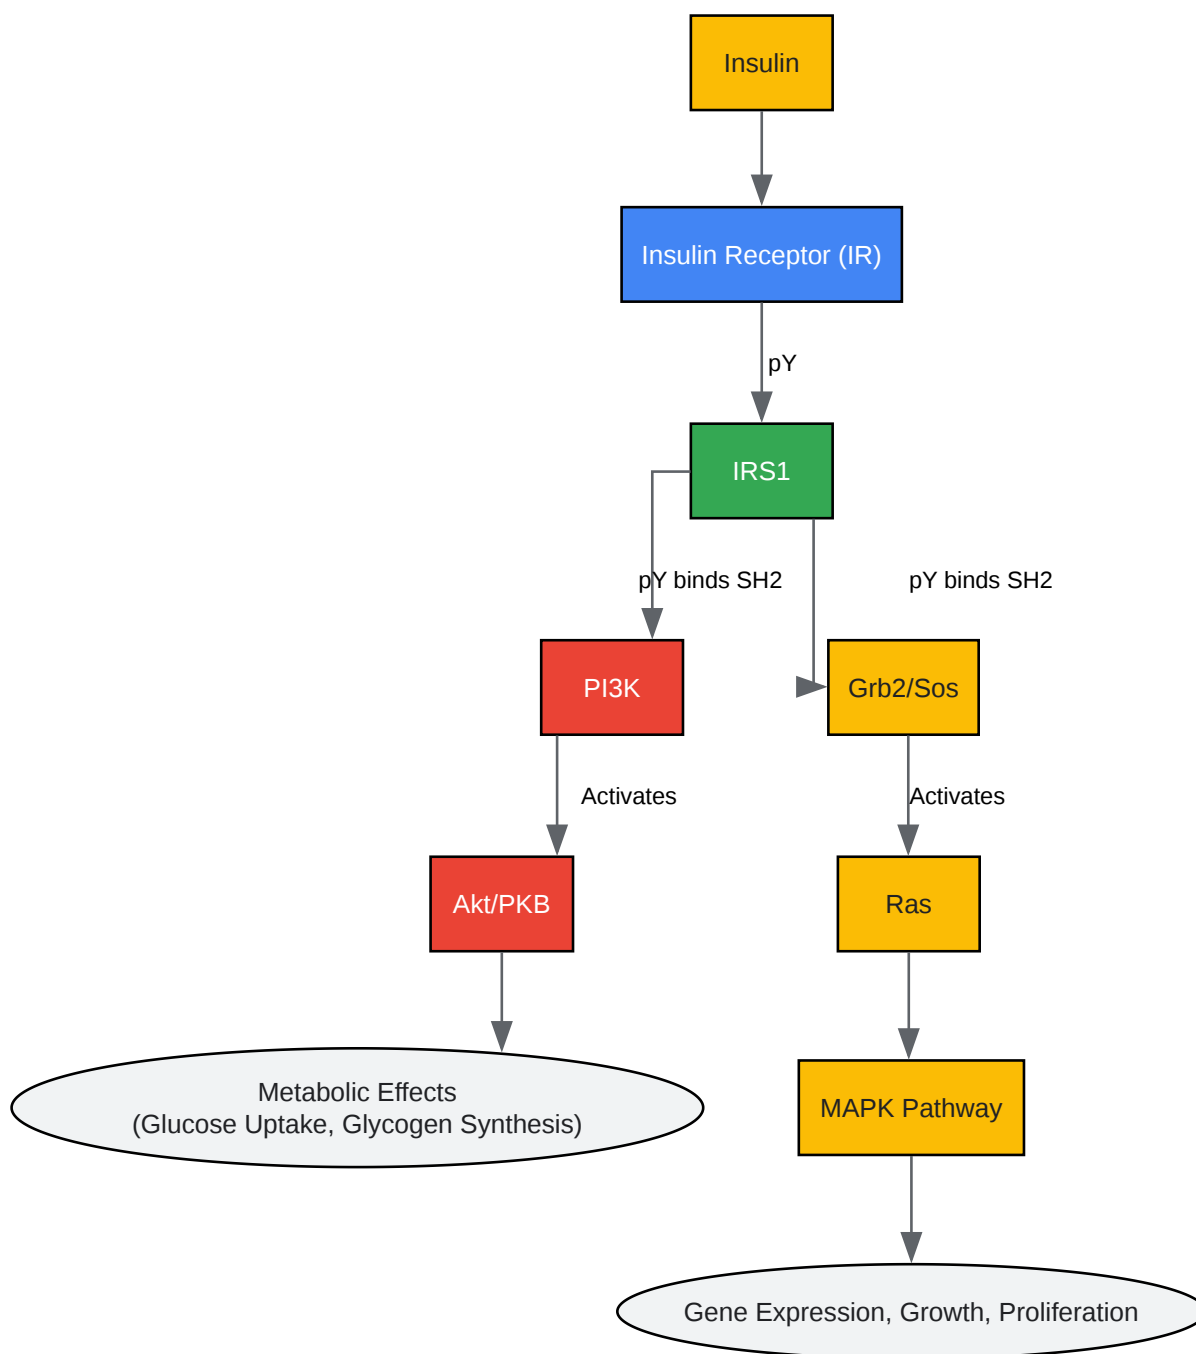 Insulin
Insulin Receptor (IR)
pY
IRS1
pY binds SH2
pY binds SH2
PI3K
Grb2/Sos
Activates
Activates
Akt/PKB
Ras
Metabolic Effects
(Glucose Uptake, Glycogen Synthesis)
MAPK Pathway
Gene Expression, Growth, Proliferation